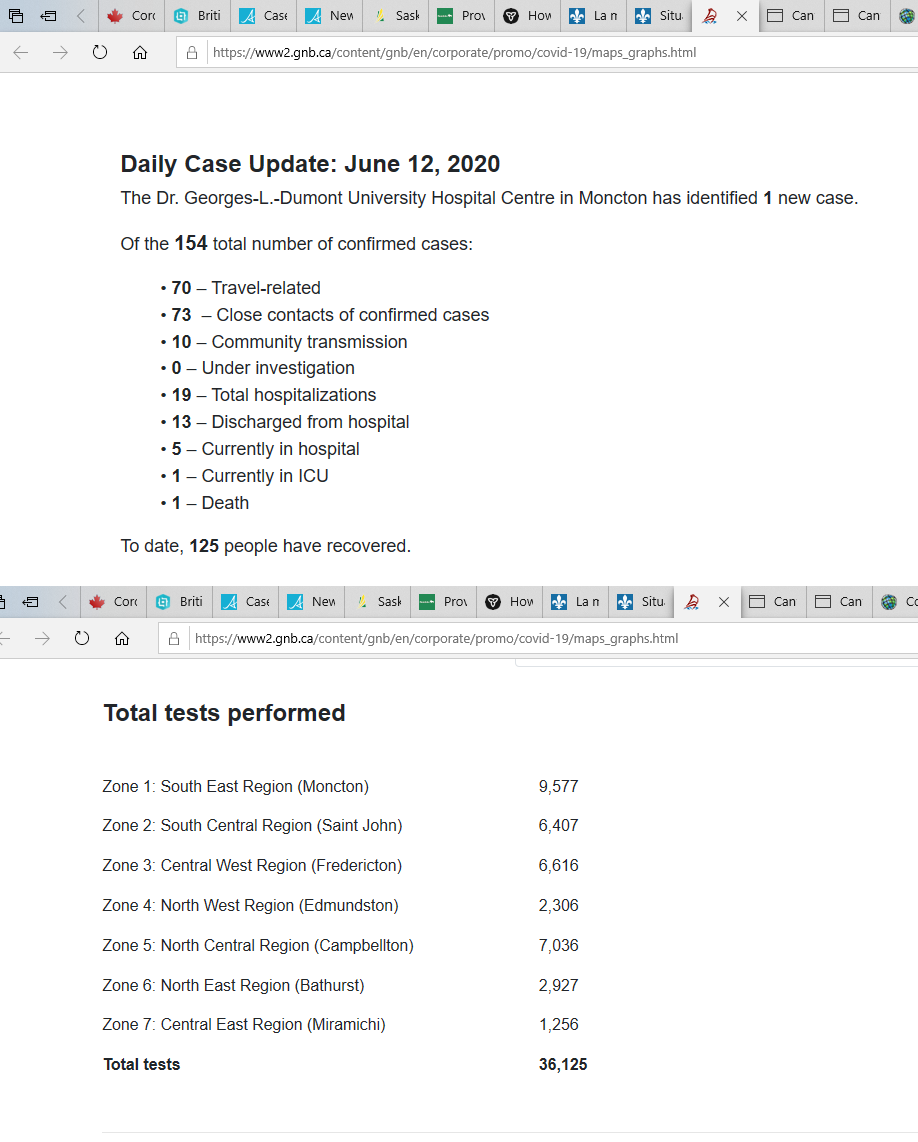 Corc Briti Case New Sask Prov How La m Situ Can Can
https://www2.gnb.ca/content/gnb/en/corporate/promo/covid-19/maps_graphs.html
Daily Case Update: June 12, 2020
The Dr. Georges-L.-Dumont University Hospital Centre in Moncton has identified 1 new case.
Of the 154 total number of confirmed cases:
• 70 – Travel-related
• 73 – Close contacts of confirmed cases
• 10 – Community transmission
• 0 – Under investigation
• 19 – Total hospitalizations
• 13 – Discharged from hospital
• 5 – Currently in hospital
• 1 – Currently in ICU
• 1 – Death
To date, 125 people have recovered.
Corc Briti Case New Sask Prov How La m Situ Can Can Co
https://www2.gnb.ca/content/gnb/en/corporate/promo/covid-19/maps_graphs.html
Total tests performed
Zone 1: South East Region (Moncton) 9,577
Zone 2: South Central Region (Saint John) 6,407
Zone 3: Central West Region (Fredericton) 6,616
Zone 4: North West Region (Edmundston) 2,306
Zone 5: North Central Region (Campbellton) 7,036
Zone 6: North East Region (Bathurst) 2,927
Zone 7: Central East Region (Miramichi) 1,256
Total tests 36,125